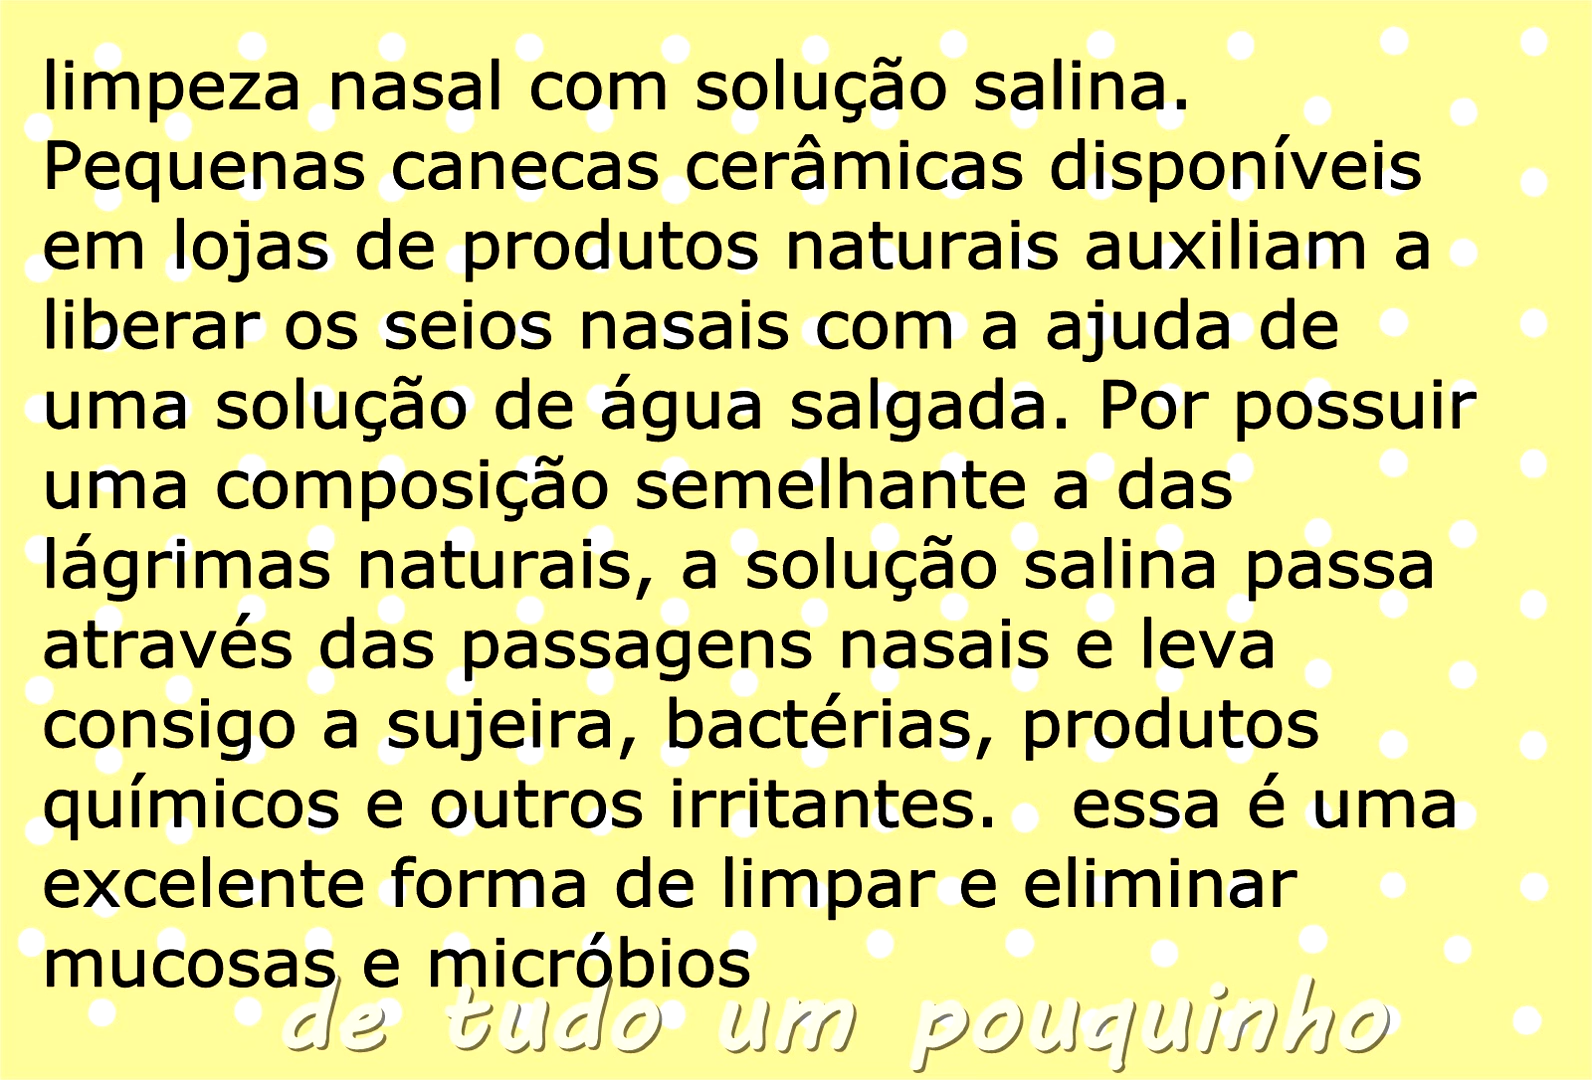 limpeza nasal com solução salina.
Pequenas canecas cerâmicas disponíveis
em lojas de produtos naturais auxiliam a
liberar os seios nasais com a ajuda de
uma solução de água salgada. Por possuir
uma composição semelhante a das
lágrimas naturais, a solução salina passa
através das passagens nasais e leva
consigo a sujeira, bactérias, produtos
químicos e outros irritantes.   essa é uma
excelente forma de limpar e eliminar
mucosas e micróbios
de tudo um pouquinho